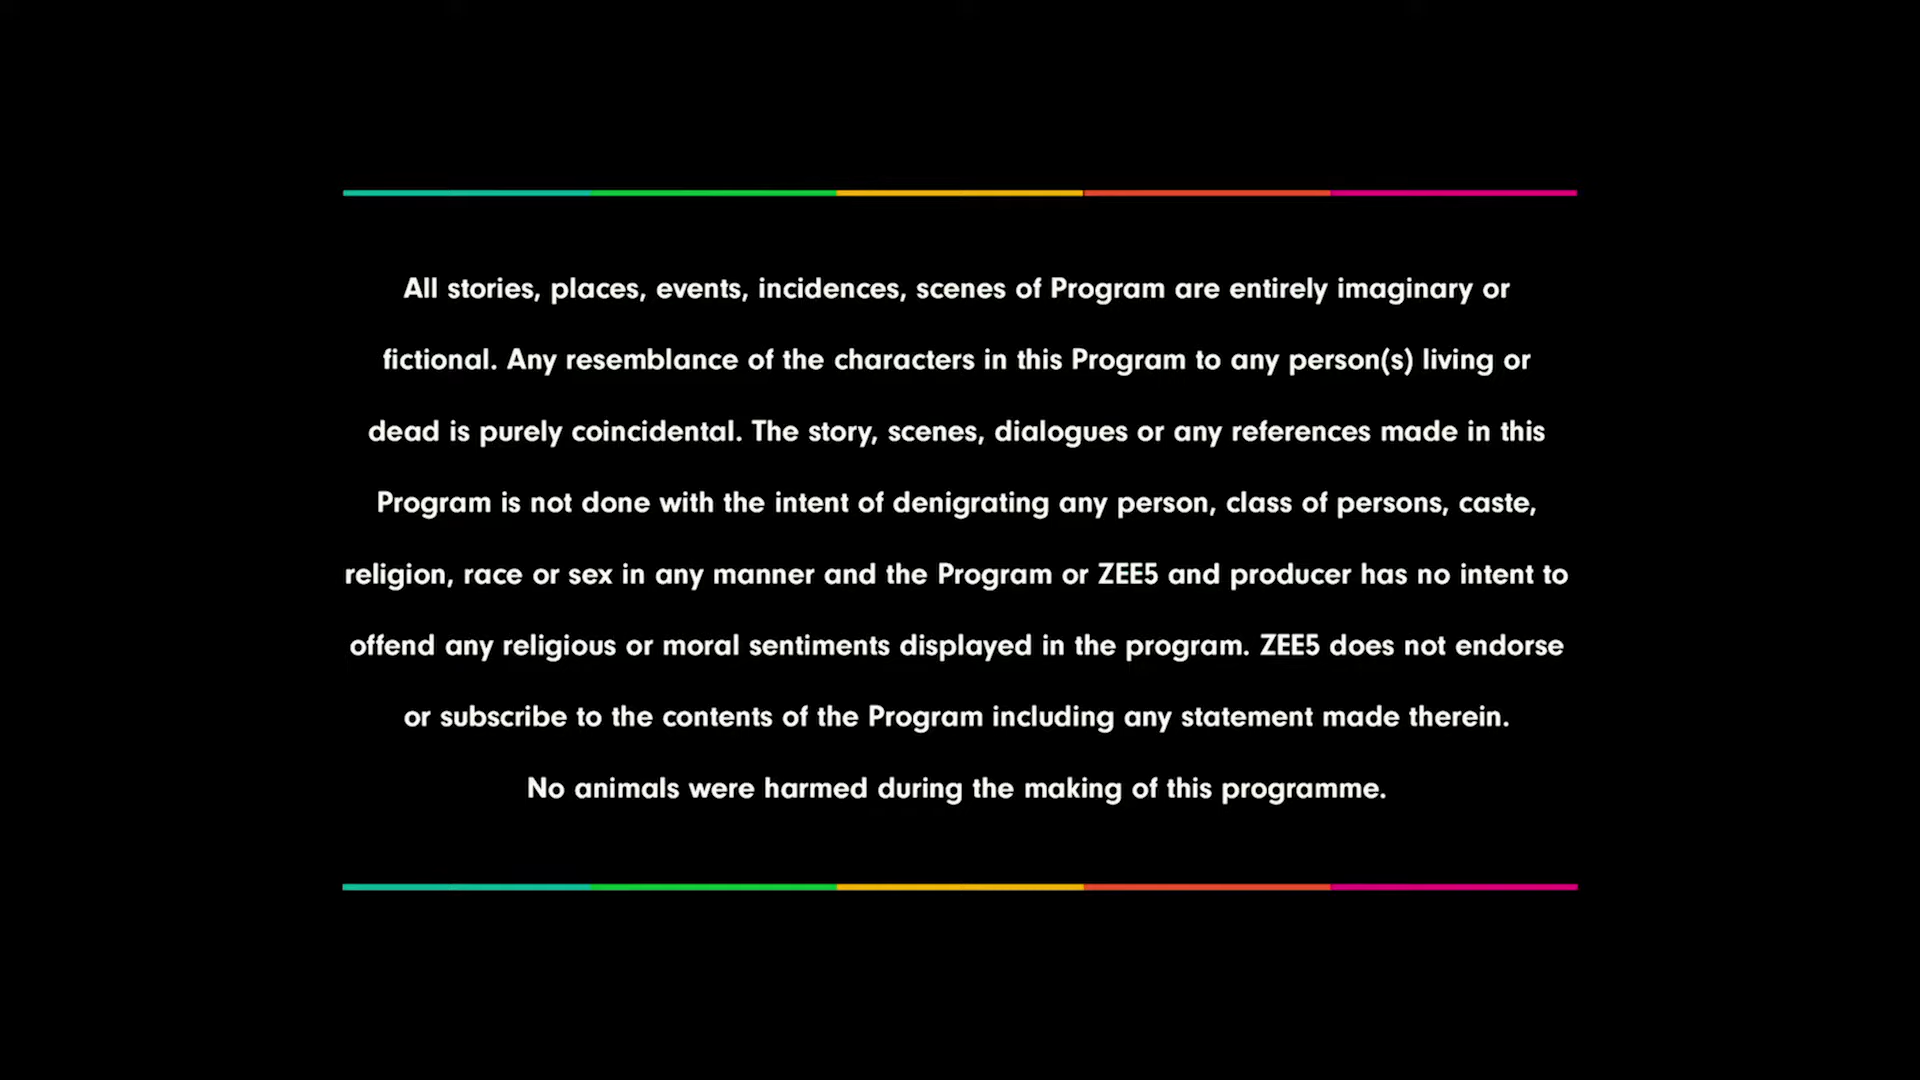 All stories, places, events, incidences, scenes of Program are entirely imaginary or
fictional. Any resemblance of the characters in this Program to any person(s) living or
dead is purely coincidental. The story, scenes, dialogues or any references made in this
Program is not done with the intent of denigrating any person, class of persons, caste,
religion, race or sex in any manner and the Program or ZEE5 and producer has no intent to
offend any religious or moral sentiments displayed in the program. ZEE5 does not endorse
or subscribe to the contents of the Program including any statement made therein.
No animals were harmed during the making of this programme.